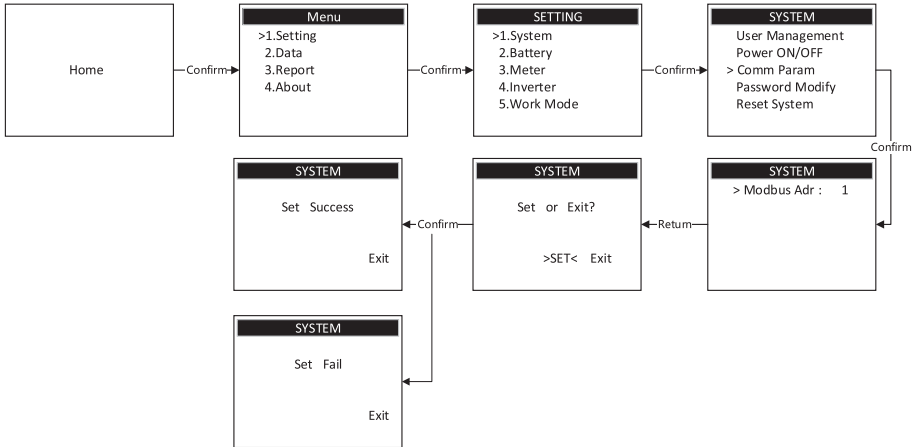 Home
Confirm
Menu
>1.Setting
2.Data
3.Report
4.About
Confirm
SETTING
>1.System
2.Battery
3.Meter
4.Inverter
5.Work Mode
Confirm
SYSTEM
User Management
Power ON/OFF
> Comm Param
Password Modify
Reset System
Confirm
SYSTEM
> Modbus Adr : 1
Return
SYSTEM
Set or Exit?
>SET< Exit
Confirm
SYSTEM
Set Success
Exit
SYSTEM
Set Fail
Exit